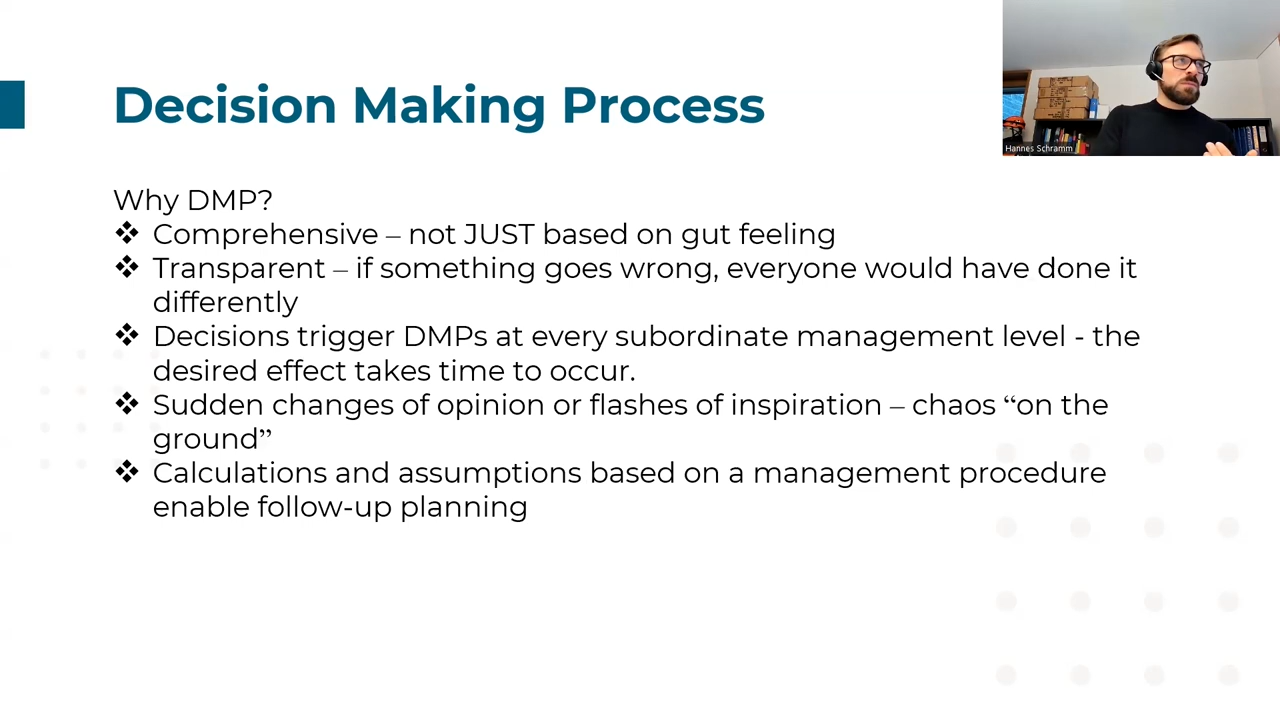 Decision Making Process
Hannes Schramm
Why DMP?
❖ Comprehensive – not JUST based on gut feeling
❖ Transparent – if something goes wrong, everyone would have done it
differently
❖ Decisions trigger DMPs at every subordinate management level - the
desired effect takes time to occur.
❖ Sudden changes of opinion or flashes of inspiration – chaos “on the
ground”
❖ Calculations and assumptions based on a management procedure
enable follow-up planning